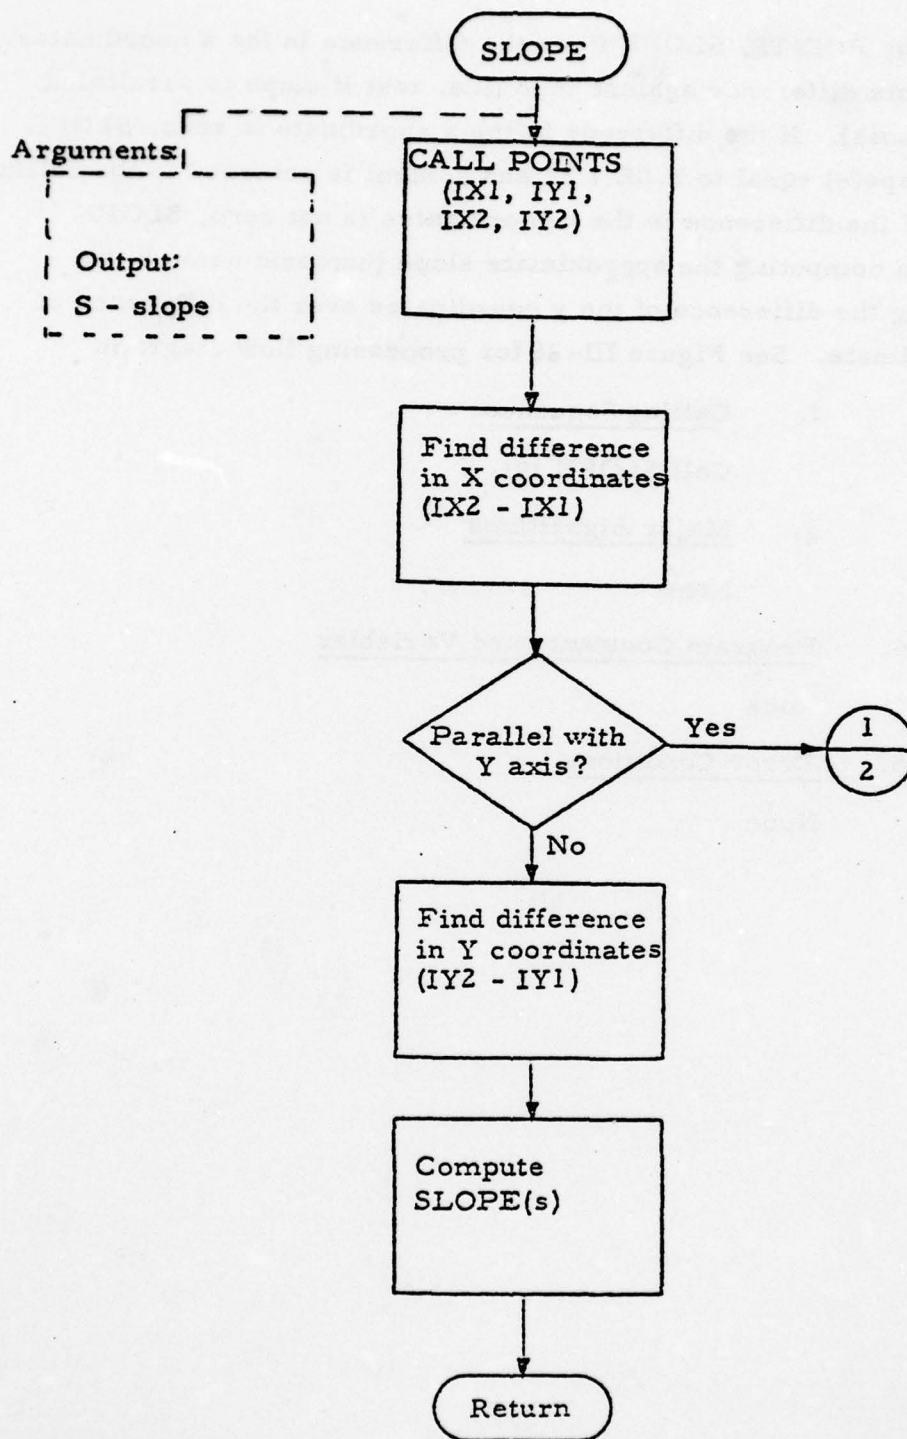 SLOPE
Arguments:
Output:
S slope
CALL POINTS
(IX1, IY1,
IX2, IY2)
Find difference
in X coordinates
(IX2 - IX1)
Parallel with
Y axis?
Yes
1
2
No
Find difference
in Y coordinates
(IY2 - IY1)
Compute
SLOPE(s)
Return